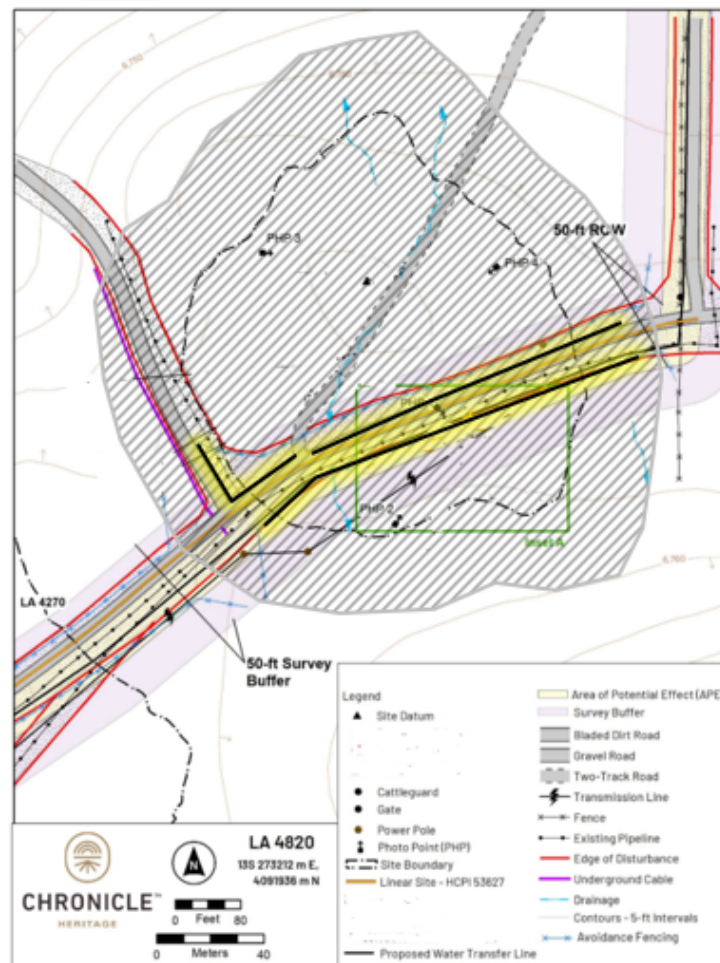 6,750
PHP 3
PHP 4
50-ft ROW
PHP 2
Inset A
6,760
LA 4270
50-ft Survey
Buffer
Legend
Site Datum
Cattleguard
Gate
Power Pole
Photo Point (PHP)
Site Boundary
Linear Site - HCPI 53627
Proposed Water Transfer Line
Area of Potential Effect (APE
Survey Buffer
Bladed Dirt Road
Gravel Road
Two-Track Road
Transmission Line
Fence
Existing Pipeline
Edge of Disturbance
Underground Cable
Drainage
Contours - 5-ft Intervals
Avoidance Fencing
CHRONICLE™
HERITAGE
N
LA 4820
13S 273212 m E,
4091936 m N
0 Feet 80
0 Meters 40